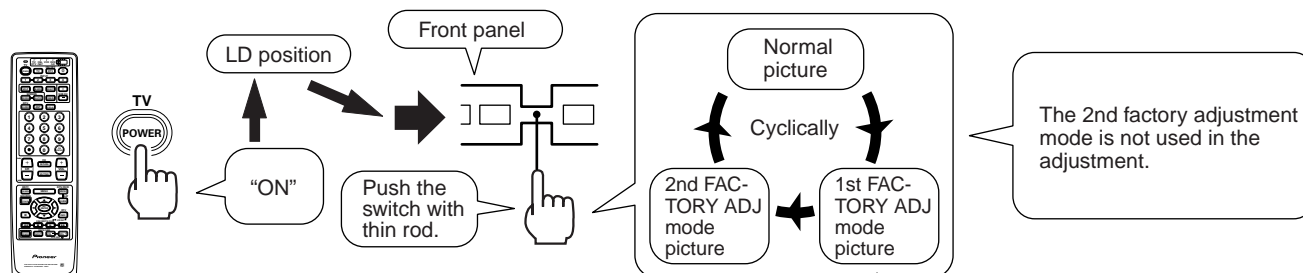 TV
POWER
"ON"
LD position
Front panel
Push the
switch with
thin rod.
Normal
picture
Cyclically
1st FAC-
TORY ADJ
mode
picture
2nd FAC-
TORY ADJ
mode
picture
The 2nd factory adjustment
mode is not used in the
adjustment.
Pioneer